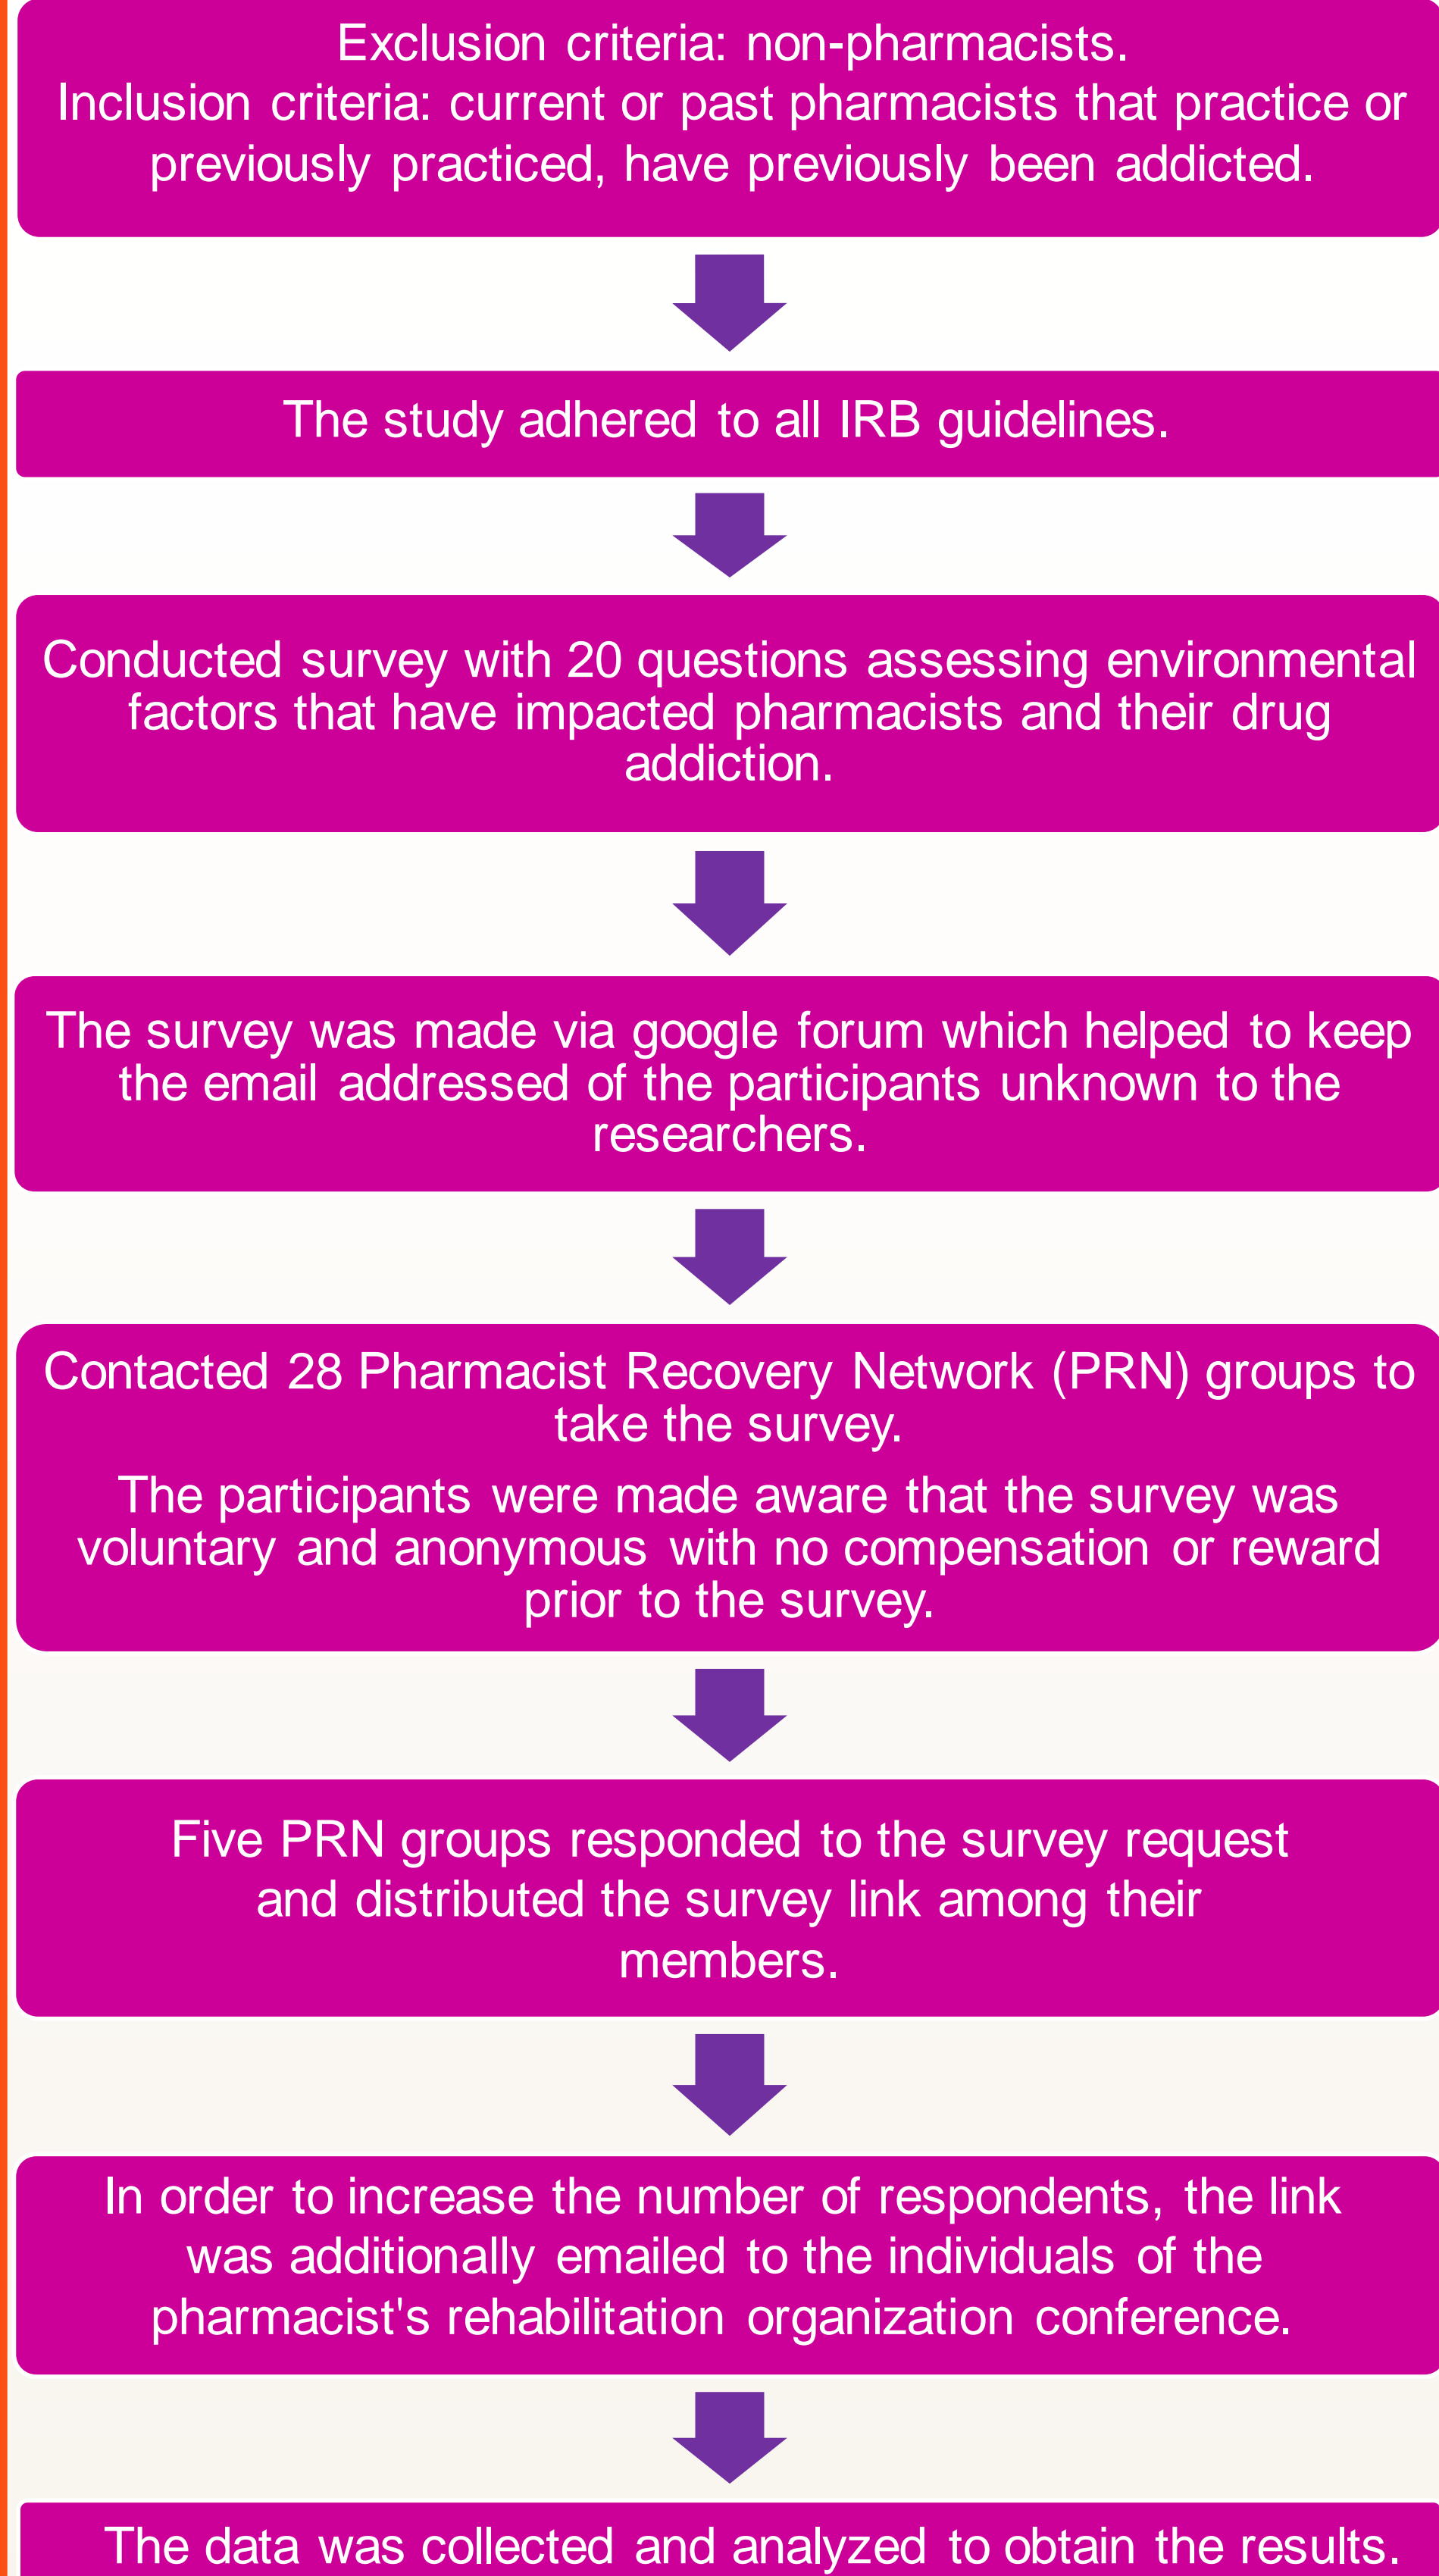 Exclusion criteria: non-pharmacists.
Inclusion criteria: current or past pharmacists that practice or
previously practiced, have previously been addicted.
The study adhered to all IRB guidelines.
Conducted survey with 20 questions assessing environmental
factors that have impacted pharmacists and their drug
addiction.
The survey was made via google forum which helped to keep
the email addressed of the participants unknown to the
researchers.
Contacted 28 Pharmacist Recovery Network (PRN) groups to
take the survey.
The participants were made aware that the survey was
voluntary and anonymous with no compensation or reward
prior to the survey.
Five PRN groups responded to the survey request
and distributed the survey link among their
members.
In order to increase the number of respondents, the link
was additionally emailed to the individuals of the
pharmacist's rehabilitation organization conference.
The data was collected and analyzed to obtain the results.